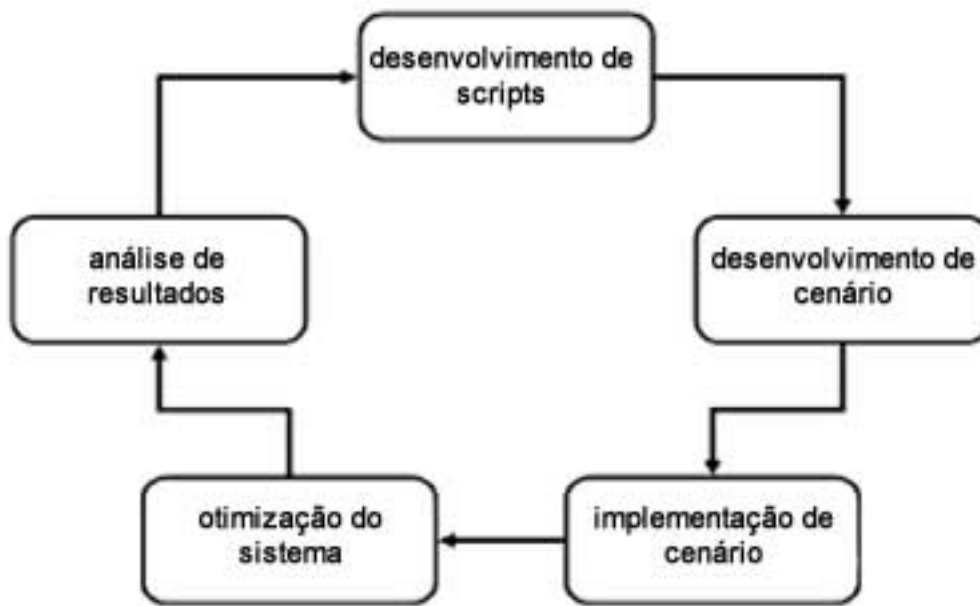 desenvolvimento de
scripts
desenvolvimento de
cenário
implementação de
cenário
otimização do
sistema
análise de
resultados